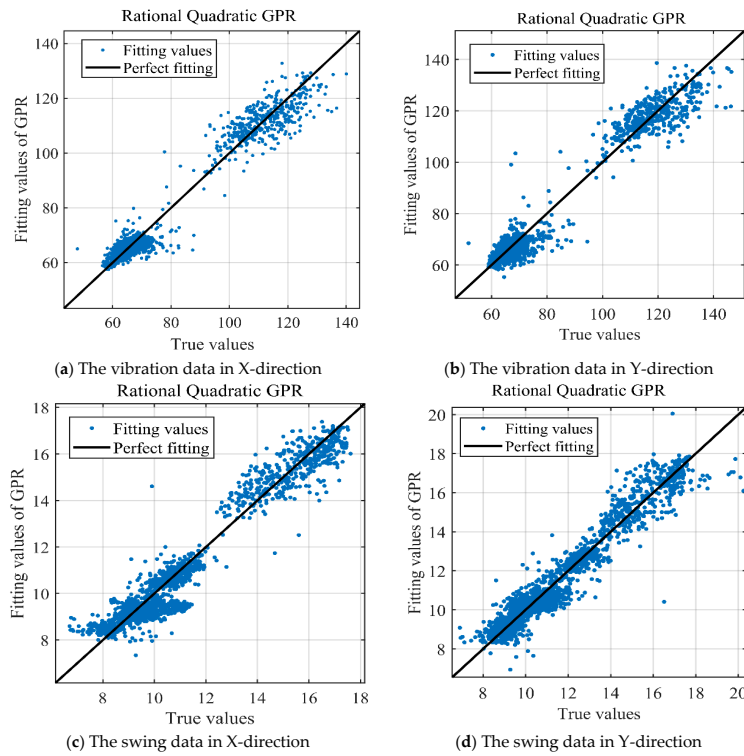 Rational Quadratic GPR
Fitting values
Perfect fitting
Fitting values of GPR
140
120
100
80
60
60
80
100
120
140
True values
(a) The vibration data in X-direction
Rational Quadratic GPR
Fitting values
Perfect fitting
Fitting values of GPR
140
120
100
80
60
60
80
100
120
140
True values
(b) The vibration data in Y-direction
Rational Quadratic GPR
Fitting values
Perfect fitting
Fitting values of GPR
18
16
14
12
10
8
8
10
12
14
16
18
True values
(c) The swing data in X-direction
Rational Quadratic GPR
Fitting values
Perfect fitting
Fitting values of GPR
20
18
16
14
12
10
8
8
10
12
14
16
18
20
True values
(d) The swing data in Y-direction